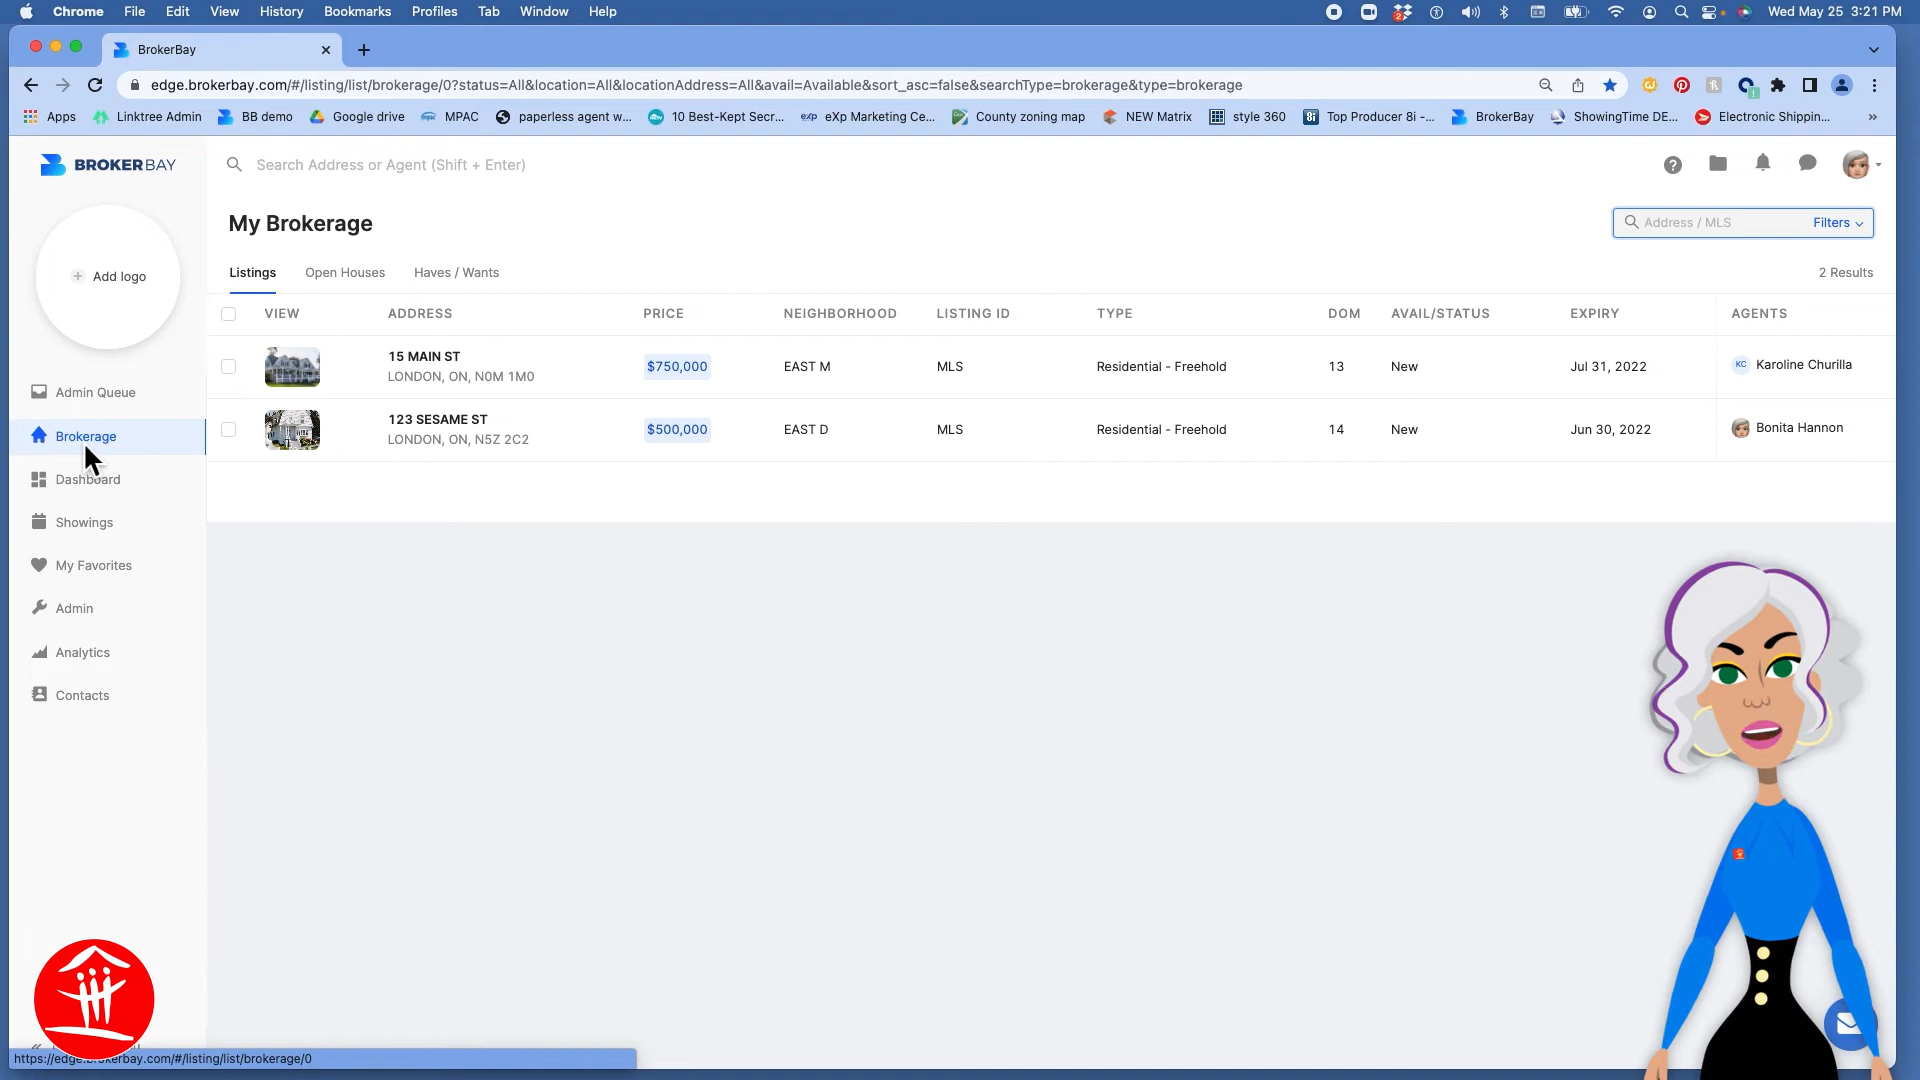 Chrome File Edit View History Bookmarks Profiles Tab Window Help
2
Wed May 25 3:21 PM
BrokerBay
edge.brokerbay.com/#/listing/list/brokerage/0?status=All&location=All&locationAddress=All&avail=Available&sort_asc=false&searchType=brokerage&type=brokerage
Apps Linktree Admin BB demo Google drive MPAC paperless agent w... 10 Best-Kept Secr... eXp Marketing Ce... County zoning map NEW Matrix style 360 Top Producer 8i -... BrokerBay ShowingTime DE... Electronic Shippin... »
BROKERBAY
Search Address or Agent (Shift + Enter)
+ Add logo
Admin Queue
Brokerage
Dashboard
Showings
My Favorites
Admin
Analytics
Contacts
My Brokerage
Address / MLS Filters
Listings Open Houses Haves / Wants 2 Results
VIEW ADDRESS PRICE NEIGHBORHOOD LISTING ID TYPE DOM AVAIL/STATUS EXPIRY AGENTS
15 MAIN ST
LONDON, ON, N0M 1M0
$750,000 EAST M MLS Residential - Freehold 13 New Jul 31, 2022 KC Karoline Churilla
123 SESAME ST
LONDON, ON, N5Z 2C2
$500,000 EAST D MLS Residential - Freehold 14 New Jun 30, 2022 Bonita Hannon
https://edge.brokerbay.com/#/listing/list/brokerage/0